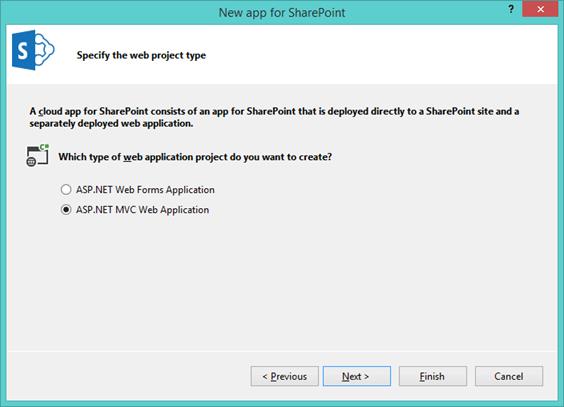 New app for SharePoint
?
S
Specify the web project type
A cloud app for SharePoint consists of an app for SharePoint that is deployed directly to a SharePoint site and a
separately deployed web application.
C#
Which type of web application project do you want to create?
ASP.NET Web Forms Application
ASP.NET MVC Web Application
< Previous
Next >
Finish
Cancel